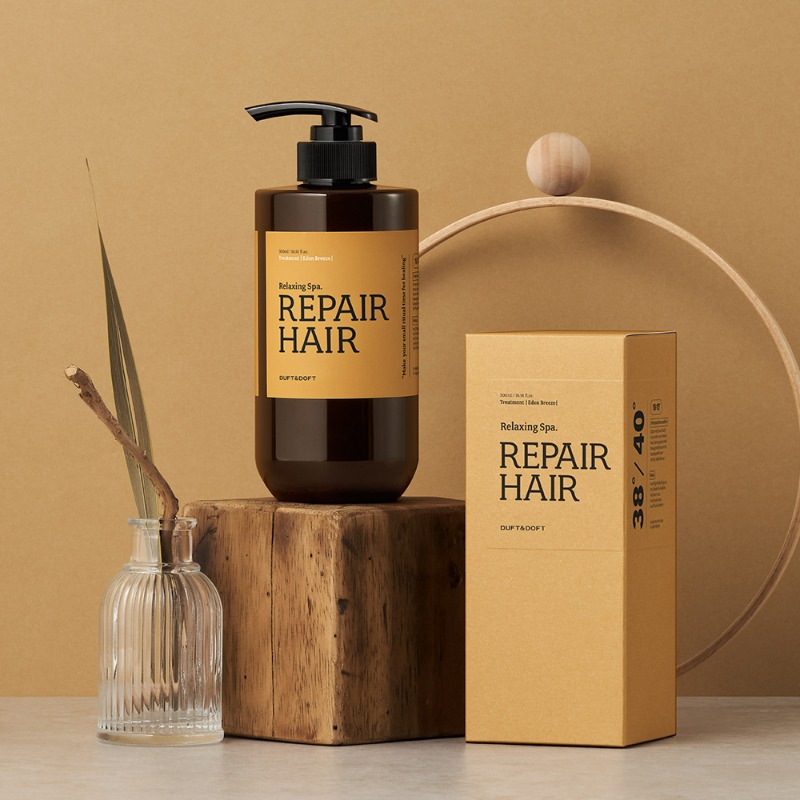 Treatment | Eden Breeze |
Relaxing Spa.
REPAIR
HAIR
DUFT&DOFT
"Make your small ritual time for healing"
Treatment | Eden Breeze |
Relaxing Spa.
REPAIR
HAIR
DUFT&DOFT
38° / 40°